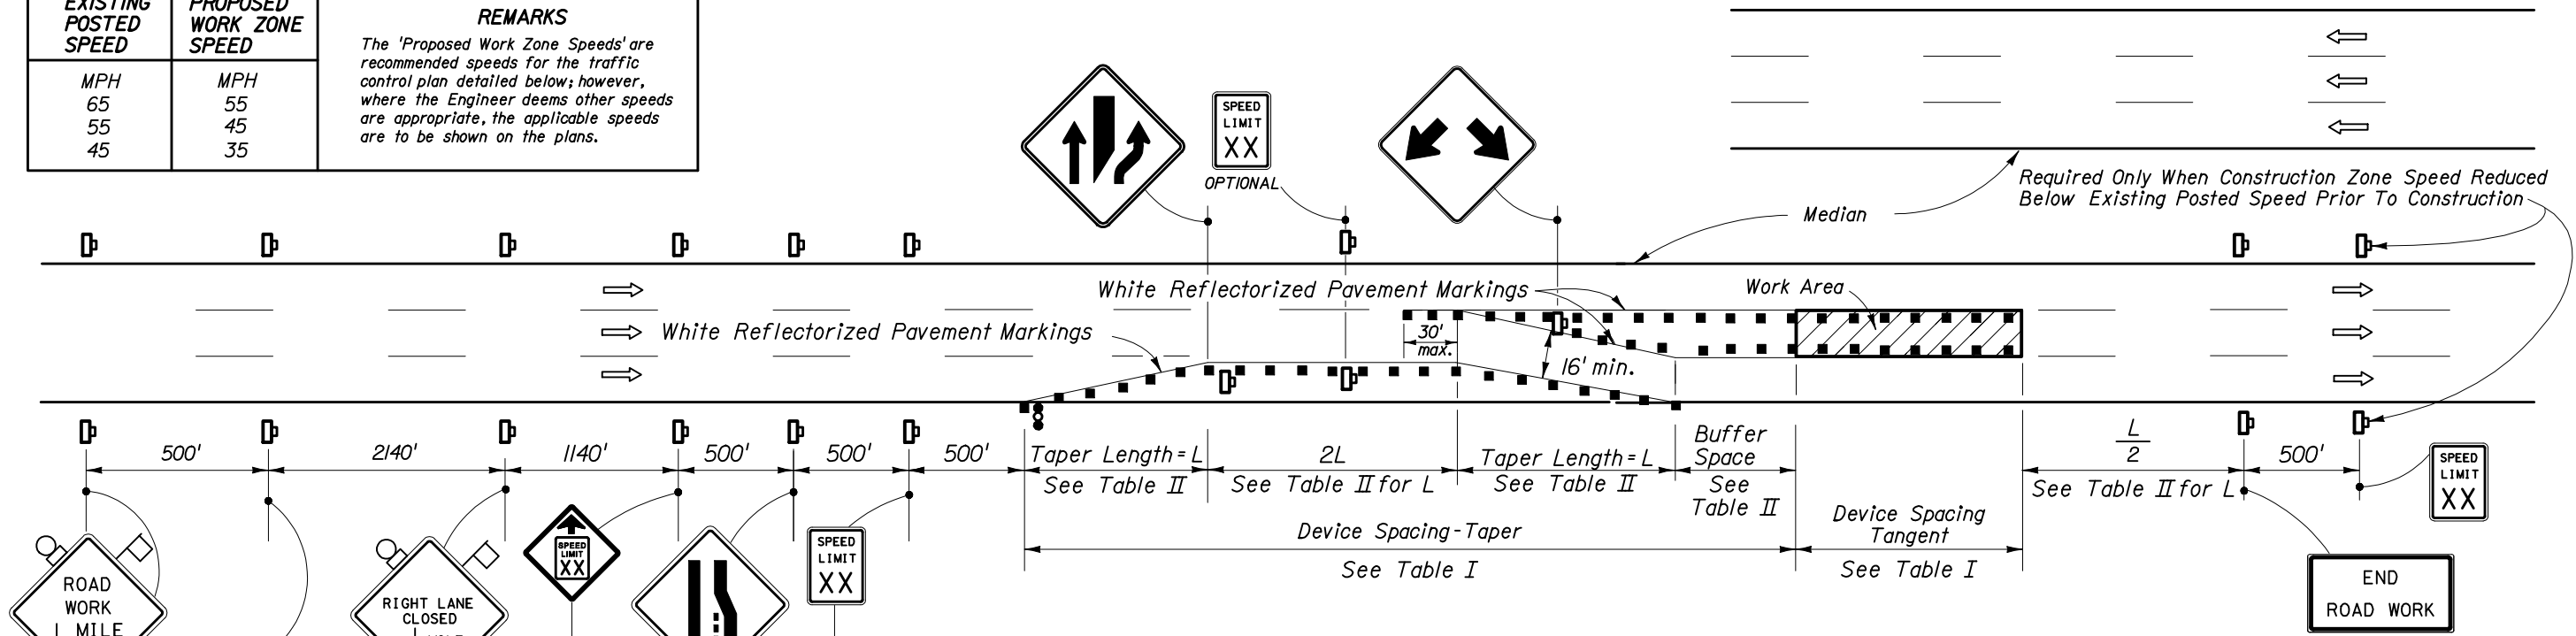 EXISTING
POSTED
SPEED
PROPOSED
WORK ZONE
SPEED
REMARKS
MPH
65
55
45
MPH
55
45
35
The 'Proposed Work Zone Speeds' are
recommended speeds for the traffic
control plan detailed below; however,
where the Engineer deems other speeds
are appropriate, the applicable speeds
are to be shown on the plans.
SPEED
LIMIT
XX
OPTIONAL
Required Only When Construction Zone Speed Reduced
Below Existing Posted Speed Prior To Construction
Median
White Reflectorized Pavement Markings
Work Area
White Reflectorized Pavement Markings
30'
max.
16' min.
500'
2140'
1140'
500'
500'
500'
Taper Length = L
See Table II
2L
See Table II for L
Taper Length = L
See Table II
Buffer
Space
See
Table II
L
2
See Table II for L
500'
Device Spacing-Taper
See Table I
Device Spacing
Tangent
See Table I
ROAD
WORK
1 MILE
RIGHT LANE
CLOSED
SPEED
LIMIT
XX
SPEED
LIMIT
XX
SPEED
LIMIT
XX
END
ROAD WORK